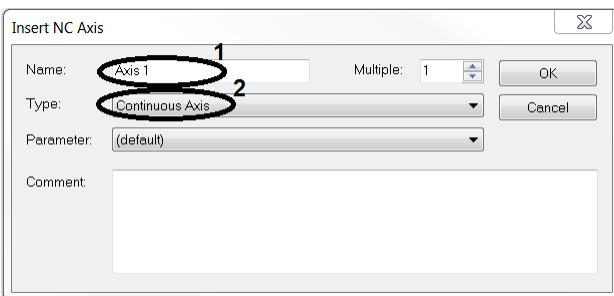 Insert NC Axis
1
Name: Axis 1 Multiple: 1 OK
2
Type: Continuous Axis Cancel
Parameter: (default)
Comment: